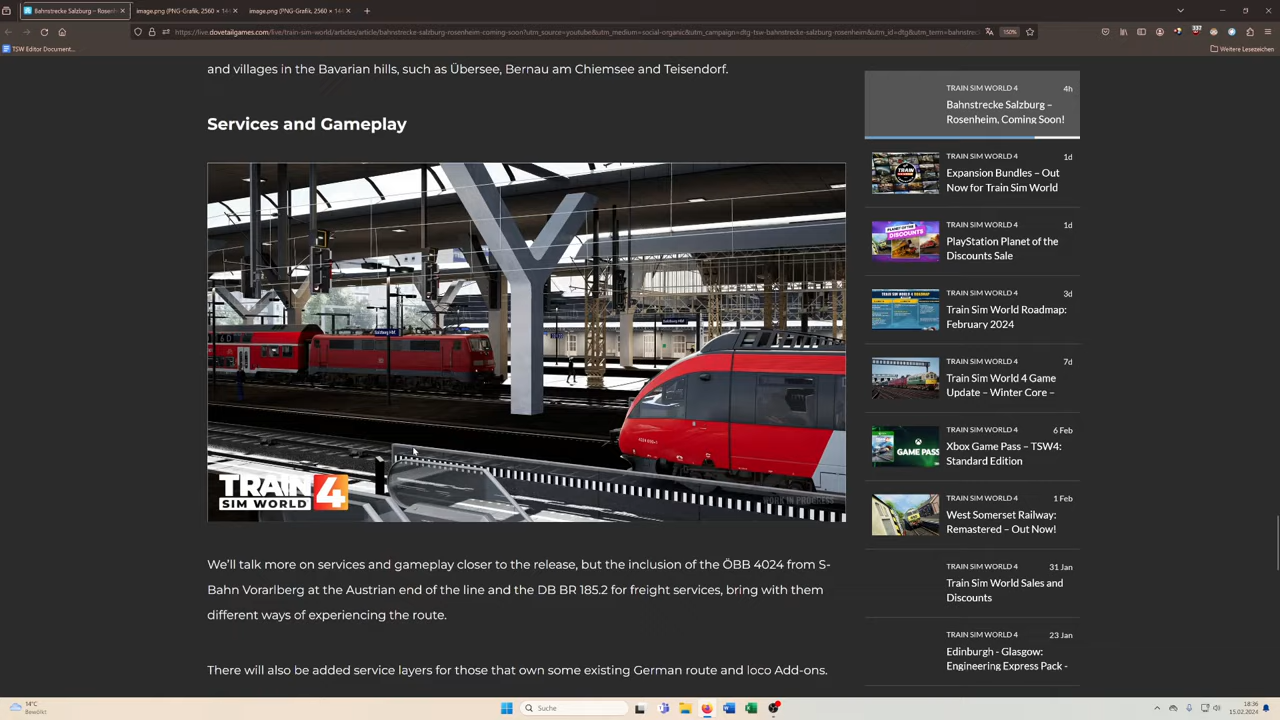 Bahnstrecke Salzburg – Rosenh
image.png (PNG-Grafik, 2560 × 14
image.png (PNG-Grafik, 2560 × 14
https://live.dovetailgames.com/live/train-sim-world/articles/article/bahnstrecke-salzburg-rosenheim-coming-soon?utm_source=youtube&utm_medium=social-organic&utm_campaign=dtg-tsw-bahnstrecke-salzburg-rosenheim&utm_id=dtg&utm_term=bahnstrec
150%
TSW Editor Document...
Weitere Lesezeichen
and villages in the Bavarian hills, such as Übersee, Bernau am Chiemsee and Teisendorf.
Services and Gameplay
Salzburg Hbf
TRAIN
SIM WORLD 4
WORK IN PROGRESS
We'll talk more on services and gameplay closer to the release, but the inclusion of the ÖBB 4024 from S-
Bahn Vorarlberg at the Austrian end of the line and the DB BR 185.2 for freight services, bring with them
different ways of experiencing the route.
There will also be added service layers for those that own some existing German route and loco Add-ons.
TRAIN SIM WORLD 4 4h
Bahnstrecke Salzburg –
Rosenheim, Coming Soon!
TRAIN SIM WORLD 4 1d
Expansion Bundles – Out
Now for Train Sim World
TRAIN SIM WORLD 4 1d
PlayStation Planet of the
Discounts Sale
TRAIN SIM WORLD 4 3d
Train Sim World Roadmap:
February 2024
TRAIN SIM WORLD 4 7d
Train Sim World 4 Game
Update – Winter Core –
TRAIN SIM WORLD 4 6 Feb
Xbox Game Pass – TSW4:
Standard Edition
GAME PASS
TRAIN SIM WORLD 4 1 Feb
West Somerset Railway:
Remastered – Out Now!
TRAIN SIM WORLD 4 31 Jan
Train Sim World Sales and
Discounts
TRAIN SIM WORLD 4 23 Jan
Edinburgh - Glasgow:
Engineering Express Pack -
14°C
Bewölkt
Suche
18:36
15.02.2024